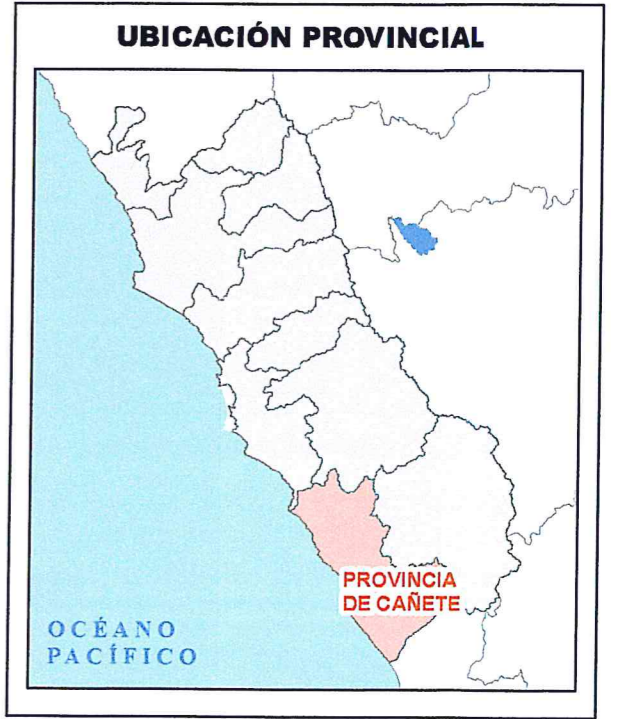 UBICACIÓN PROVINCIAL
PROVINCIA
DE CAÑETE
OCÉANO
PACÍFICO